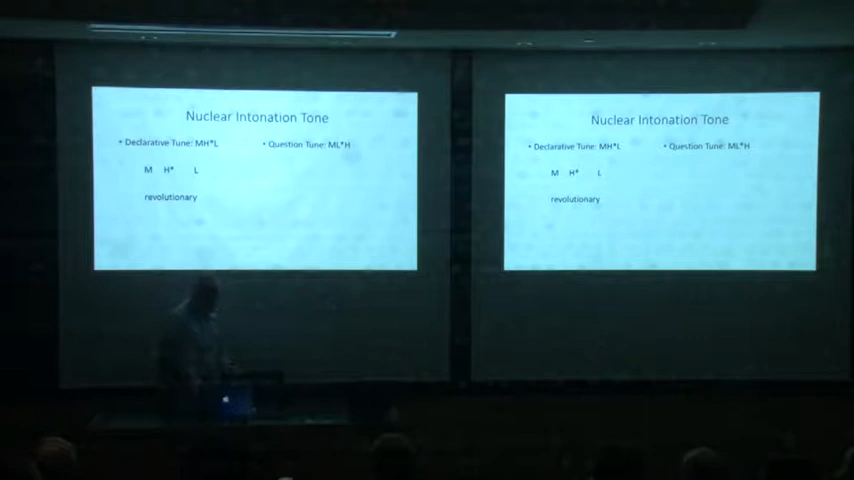 Nuclear Intonation Tone
• Declarative Tune: MH*L
• Question Tune: ML*H
M H* L
revolutionary
Nuclear Intonation Tone
• Declarative Tune: MH*L
• Question Tune: ML*H
M H* L
revolutionary